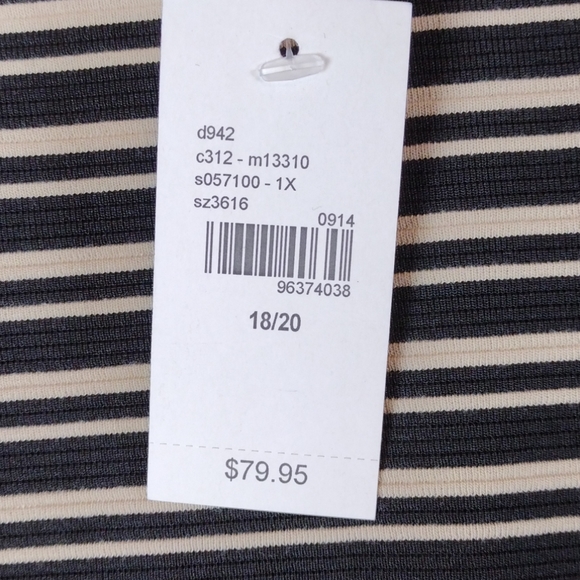 d942
c312 - m13310
s057100 - 1X
sz3616
0914
96374038
18/20
$79.95